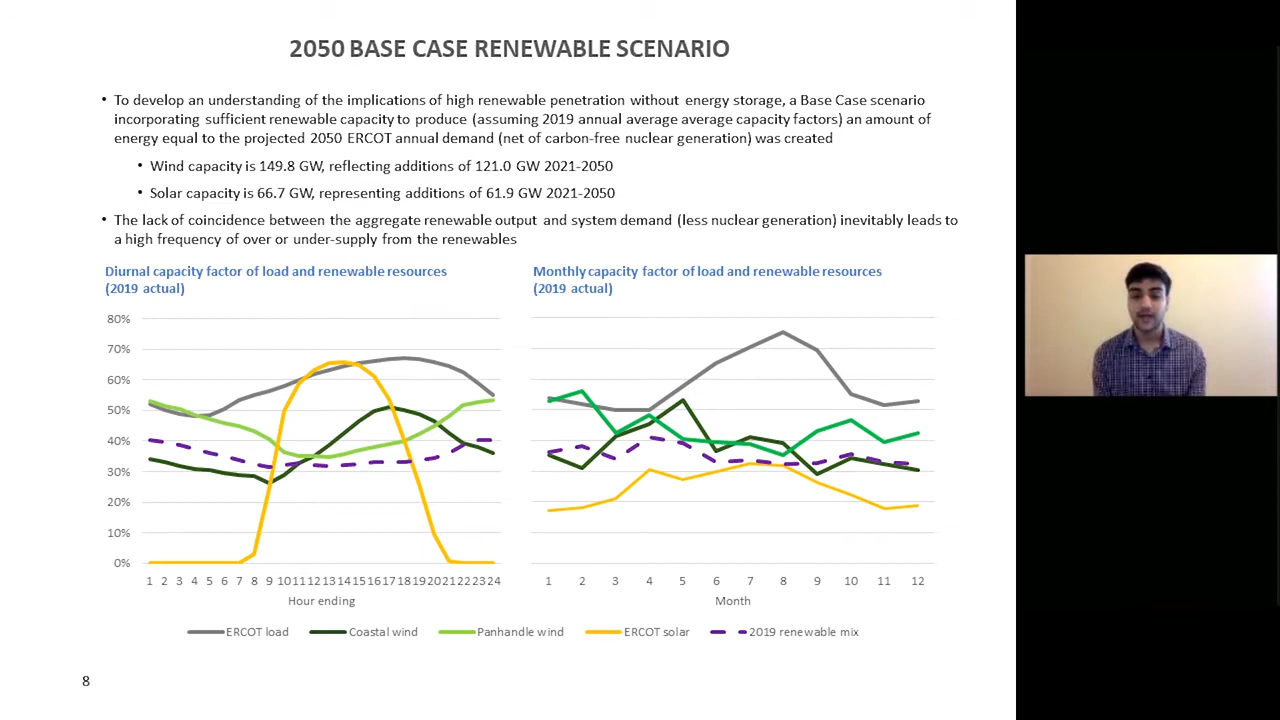 2050 BASE CASE RENEWABLE SCENARIO
• To develop an understanding of the implications of high renewable penetration without energy storage, a Base Case scenario
incorporating sufficient renewable capacity to produce (assuming 2019 annual average average capacity factors) an amount of
energy equal to the projected 2050 ERCOT annual demand (net of carbon-free nuclear generation) was created
• Wind capacity is 149.8 GW, reflecting additions of 121.0 GW 2021-2050
• Solar capacity is 66.7 GW, representing additions of 61.9 GW 2021-2050
• The lack of coincidence between the aggregate renewable output and system demand (less nuclear generation) inevitably leads to
a high frequency of over or under-supply from the renewables
Diurnal capacity factor of load and renewable resources
(2019 actual)
80%
70%
60%
50%
40%
30%
20%
10%
0%
1 2 3 4 5 6 7 8 9 10 11 12 13 14 15 16 17 18 19 20 21 22 23 24
Hour ending
Monthly capacity factor of load and renewable resources
(2019 actual)
1 2 3 4 5 6 7 8 9 10 11 12
Month
ERCOT load Coastal wind Panhandle wind ERCOT solar 2019 renewable mix
8